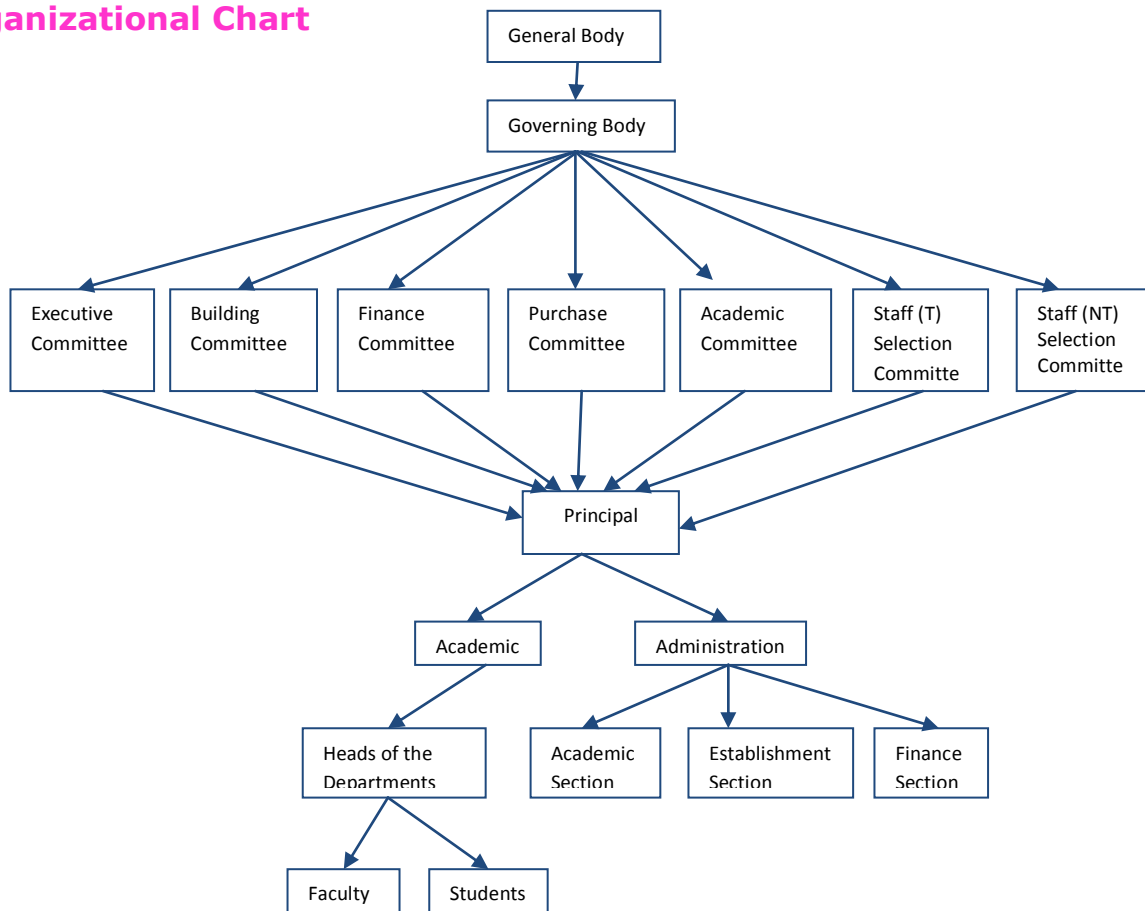 ganizational Chart
General Body
Governing Body
Executive
Committee
Building
Committee
Finance
Committee
Purchase
Committee
Academic
Committee
Staff (T)
Selection
Committe
Staff (NT)
Selection
Committe
Principal
Academic
Administration
Heads of the
Departments
Academic
Section
Establishment
Section
Finance
Section
Faculty
Students